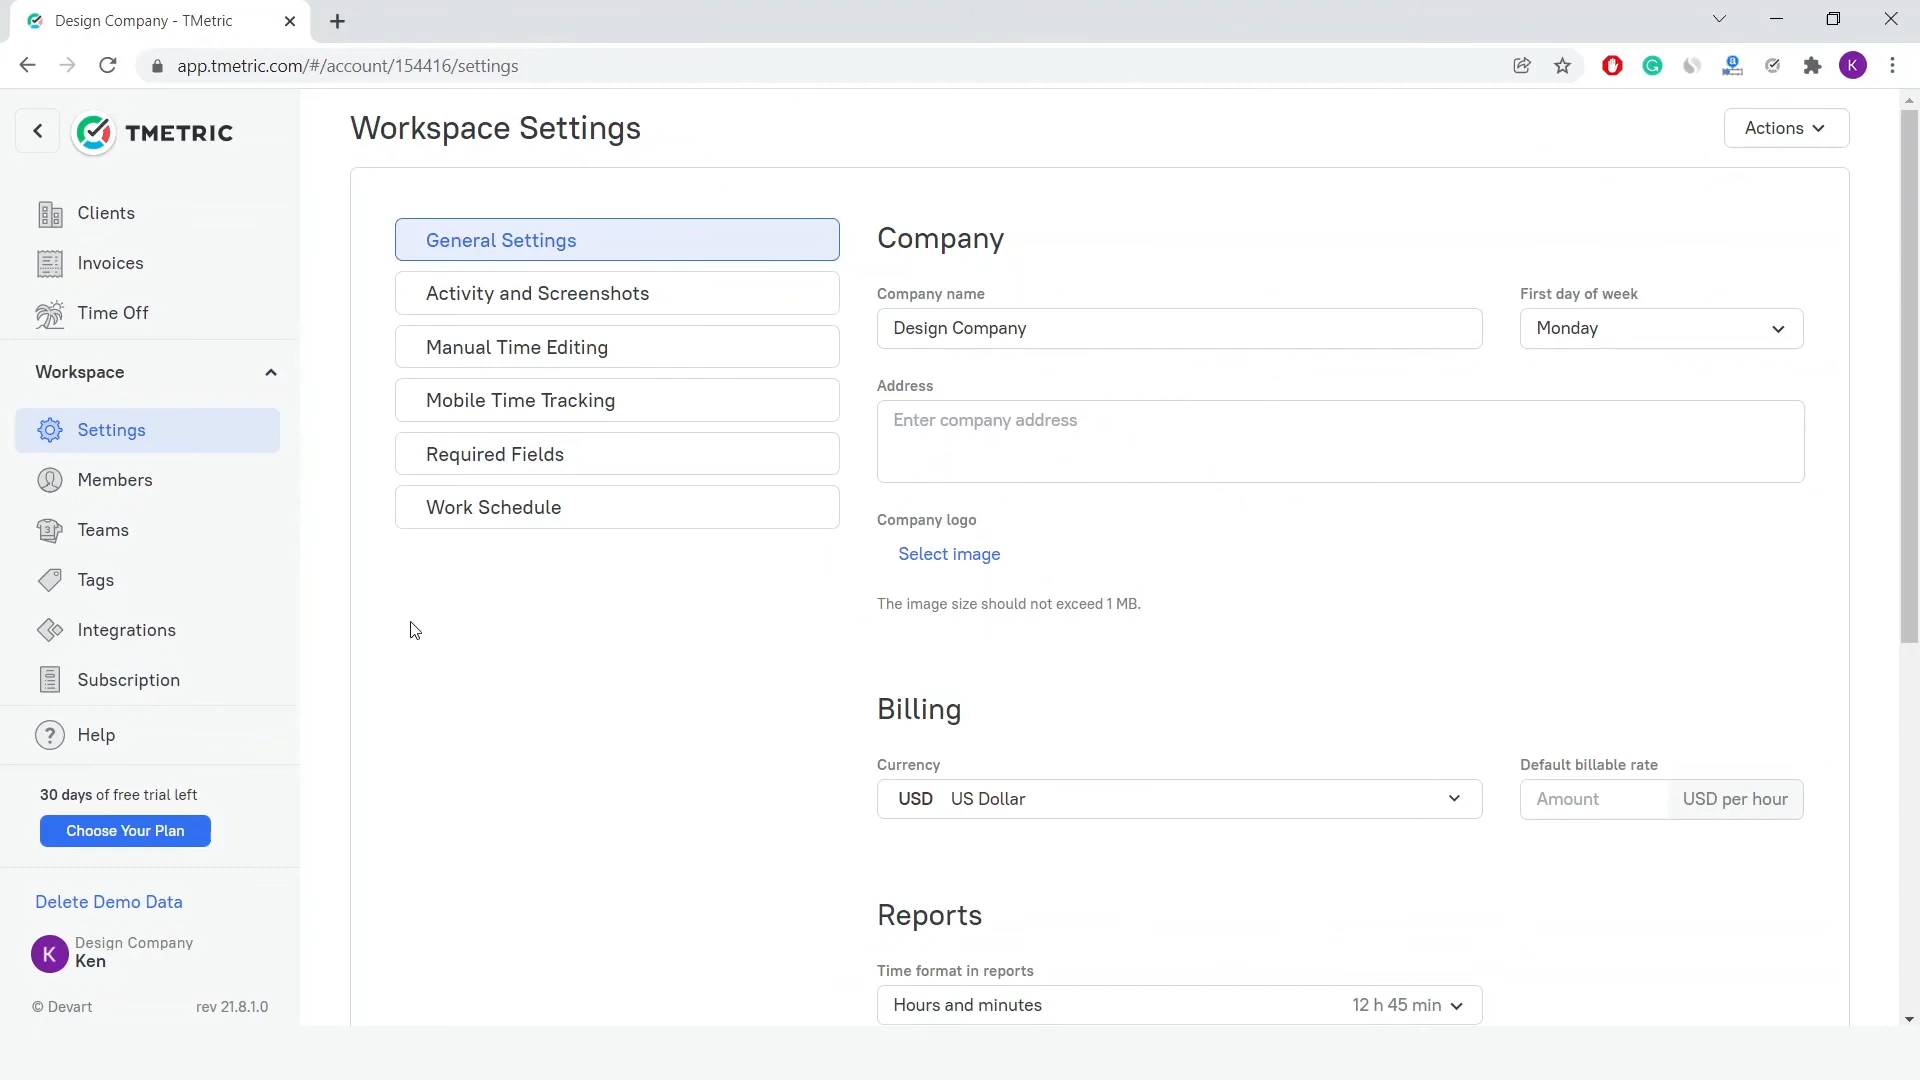 Design Company - TMetric
app.tmetric.com/#/account/154416/settings
K
TMETRIC
Clients
Invoices
Time Off
Workspace
Settings
Members
Teams
Tags
Integrations
Subscription
? Help
30 days of free trial left
Choose Your Plan
Delete Demo Data
K
Design Company
Ken
© Devart
rev 21.8.1.0
Workspace Settings
Actions
General Settings
Activity and Screenshots
Manual Time Editing
Mobile Time Tracking
Required Fields
Work Schedule
Company
Company name
Design Company
First day of week
Monday
Address
Enter company address
Company logo
Select image
The image size should not exceed 1 MB.
Billing
Currency
USD US Dollar
Default billable rate
Amount USD per hour
Reports
Time format in reports
Hours and minutes 12 h 45 min